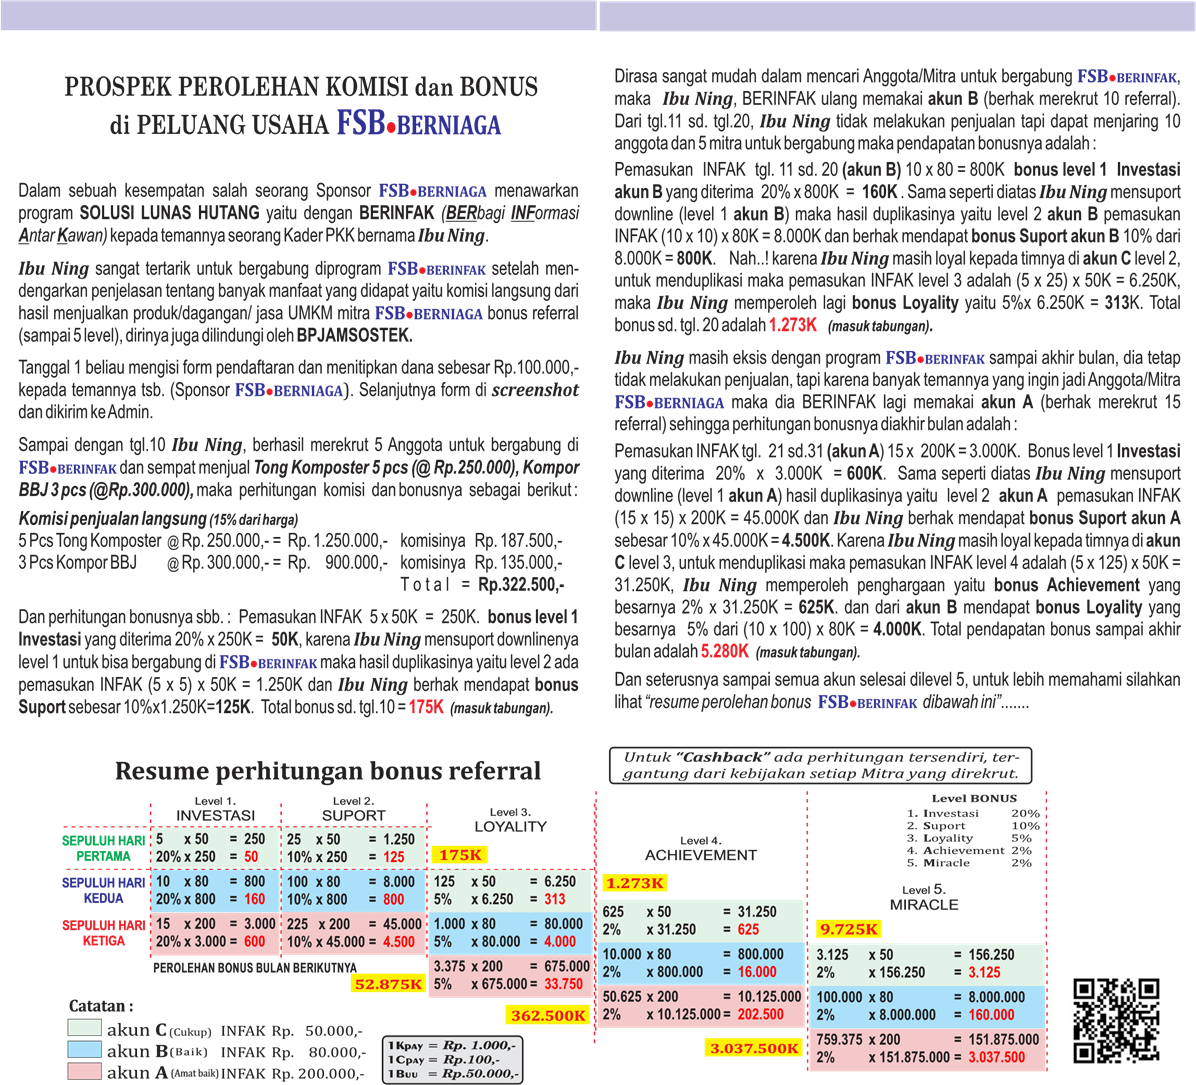 PROSPEK PEROLEHAN KOMISI dan BONUS
di PELUANG USAHA FSB•BERNIAGA
Dalam sebuah kesempatan salah seorang Sponsor FSB•BERNIAGA menawarkan
program SOLUSI LUNAS HUTANG yaitu dengan BERINFAK (BERbagi INFormasi
Antar Kawan) kepada temannya seorang Kader PKK bernama Ibu Ning.
Ibu Ning sangat tertarik untuk bergabung diprogram FSB•BERINFAK setelah men-
dengarkan penjelasan tentang banyak manfaat yang didapat yaitu komisi langsung dari
hasil menjualkan produk/dagangan/ jasa UMKM mitra FSB•BERNIAGA bonus referral
(sampai 5 level), dirinya juga dilindungi oleh BPJAMSOSTEK.
Tanggal 1 beliau mengisi form pendaftaran dan menitipkan dana sebesar Rp.100.000,-
kepada temannya tsb. (Sponsor FSB•BERNIAGA). Selanjutnya form di screenshot
dan dikirim ke Admin.
Sampai dengan tgl.10 Ibu Ning, berhasil merekrut 5 Anggota untuk bergabung di
FSB•BERINFAK dan sempat menjual Tong Komposter 5 pcs (@ Rp.250.000), Kompor
BBJ 3 pcs (@Rp.300.000), maka perhitungan komisi dan bonusnya sebagai berikut :
Komisi penjualan langsung (15% dari harga)
5 Pcs Tong Komposter @ Rp. 250.000,- = Rp. 1.250.000,- komisinya Rp. 187.500,-
3 Pcs Kompor BBJ @ Rp. 300.000,- = Rp. 900.000,- komisinya Rp. 135.000,-
T o t a l = Rp.322.500,-
Dan perhitungan bonusnya sbb. : Pemasukan INFAK 5 x 50K = 250K. bonus level 1
Investasi yang diterima 20% x 250K = 50K, karena Ibu Ning mensuport downlinenya
level 1 untuk bisa bergabung di FSB•BERINFAK maka hasil duplikasinya yaitu level 2 ada
pemasukan INFAK (5 x 5) x 50K = 1.250K dan Ibu Ning berhak mendapat bonus
Suport sebesar 10%x1.250K=125K. Total bonus sd. tgl.10 = 175K (masuk tabungan).
Dirasa sangat mudah dalam mencari Anggota/Mitra untuk bergabung FSB•BERINFAK,
maka Ibu Ning, BERINFAK ulang memakai akun B (berhak merekrut 10 referral).
Dari tgl.11 sd. tgl.20, Ibu Ning tidak melakukan penjualan tapi dapat menjaring 10
anggota dan 5 mitra untuk bergabung maka pendapatan bonusnya adalah :
Pemasukan INFAK tgl. 11 sd. 20 (akun B) 10 x 80 = 800K bonus level 1 Investasi
akun B yang diterima 20% x 800K = 160K . Sama seperti diatas Ibu Ning mensuport
downline (level 1 akun B) maka hasil duplikasinya yaitu level 2 akun B pemasukan
INFAK (10 x 10) x 80K = 8.000K dan berhak mendapat bonus Suport akun B 10% dari
8.000K = 800K. Nah..! karena Ibu Ning masih loyal kepada timnya di akun C level 2,
untuk menduplikasi maka pemasukan INFAK level 3 adalah (5 x 25) x 50K = 6.250K,
maka Ibu Ning memperoleh lagi bonus Loyality yaitu 5%x 6.250K = 313K. Total
bonus sd. tgl. 20 adalah 1.273K (masuk tabungan).
Ibu Ning masih eksis dengan program FSB•BERINFAK sampai akhir bulan, dia tetap
tidak melakukan penjualan, tapi karena banyak temannya yang ingin jadi Anggota/Mitra
FSB•BERNIAGA maka dia BERINFAK lagi memakai akun A (berhak merekrut 15
referral) sehingga perhitungan bonusnya diakhir bulan adalah :
Pemasukan INFAK tgl. 21 sd.31 (akun A) 15 x 200K = 3.000K. Bonus level 1 Investasi
yang diterima 20% x 3.000K = 600K. Sama seperti diatas Ibu Ning mensuport
downline (level 1 akun A) hasil duplikasinya yaitu level 2 akun A pemasukan INFAK
(15 x 15) x 200K = 45.000K dan Ibu Ning berhak mendapat bonus Suport akun A
sebesar 10% x 45.000K = 4.500K. Karena Ibu Ning masih loyal kepada timnya di akun
C level 3, untuk menduplikasi maka pemasukan INFAK level 4 adalah (5 x 125) x 50K =
31.250K, Ibu Ning memperoleh penghargaan yaitu bonus Achievement yang
besarnya 2% x 31.250K = 625K. dan dari akun B mendapat bonus Loyality yang
besarnya 5% dari (10 x 100) x 80K = 4.000K. Total pendapatan bonus sampai akhir
bulan adalah 5.280K (masuk tabungan).
Dan seterusnya sampai semua akun selesai dilevel 5, untuk lebih memahami silahkan
lihat “resume perolehan bonus FSB•BERINFAK dibawah ini”.......
Resume perhitungan bonus referral
Untuk “Cashback” ada perhitungan tersendiri, ter-
gantung dari kebijakan setiap Mitra yang direkrut.
Level 1.
INVESTASI
Level 2.
SUPORT
Level 3.
LOYALITY
Level 4.
ACHIEVEMENT
Level BONUS
1. Investasi 20%
2. Suport 10%
3. Loyality 5%
4. Achievement 2%
5. Miracle 2%
Level 5.
MIRACLE
SEPULUH HARI
PERTAMA
5 x 50 = 250
20% x 250 = 50
25 x 50 = 1.250
10% x 250 = 125
175K
SEPULUH HARI
KEDUA
10 x 80 = 800
20% x 800 = 160
100 x 80 = 8.000
10% x 800 = 800
125 x 50 = 6.250
5% x 6.250 = 313
1.273K
SEPULUH HARI
KETIGA
15 x 200 = 3.000
20% x 3.000 = 600
225 x 200 = 45.000
10% x 45.000 = 4.500
1.000 x 80 = 80.000
5% x 80.000 = 4.000
625 x 50 = 31.250
2% x 31.250 = 625
9.725K
PEROLEHAN BONUS BULAN BERIKUTNYA
52.875K
3.375 x 200 = 675.000
5% x 675.000 = 33.750
10.000 x 80 = 800.000
2% x 800.000 = 16.000
3.125 x 50 = 156.250
2% x 156.250 = 3.125
362.500K
50.625 x 200 = 10.125.000
2% x 10.125.000 = 202.500
100.000 x 80 = 8.000.000
2% x 8.000.000 = 160.000
3.037.500K
759.375 x 200 = 151.875.000
2% x 151.875.000 = 3.037.500
Catatan :
akun C (Cukup) INFAK Rp. 50.000,-
akun B (Baik) INFAK Rp. 80.000,-
akun A (Amat baik) INFAK Rp. 200.000,-
1Kpay = Rp. 1.000,-
1Cpay = Rp.100,-
1Buu = Rp.50.000,-